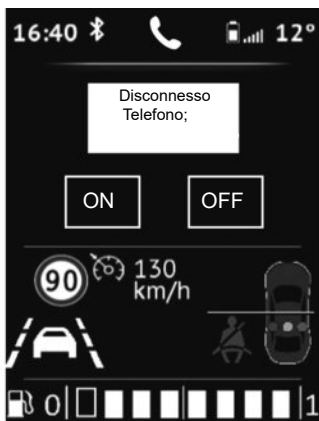 16:40 12°
Disconnesso
Telefono;
ON OFF
90 130
km/h
0 1